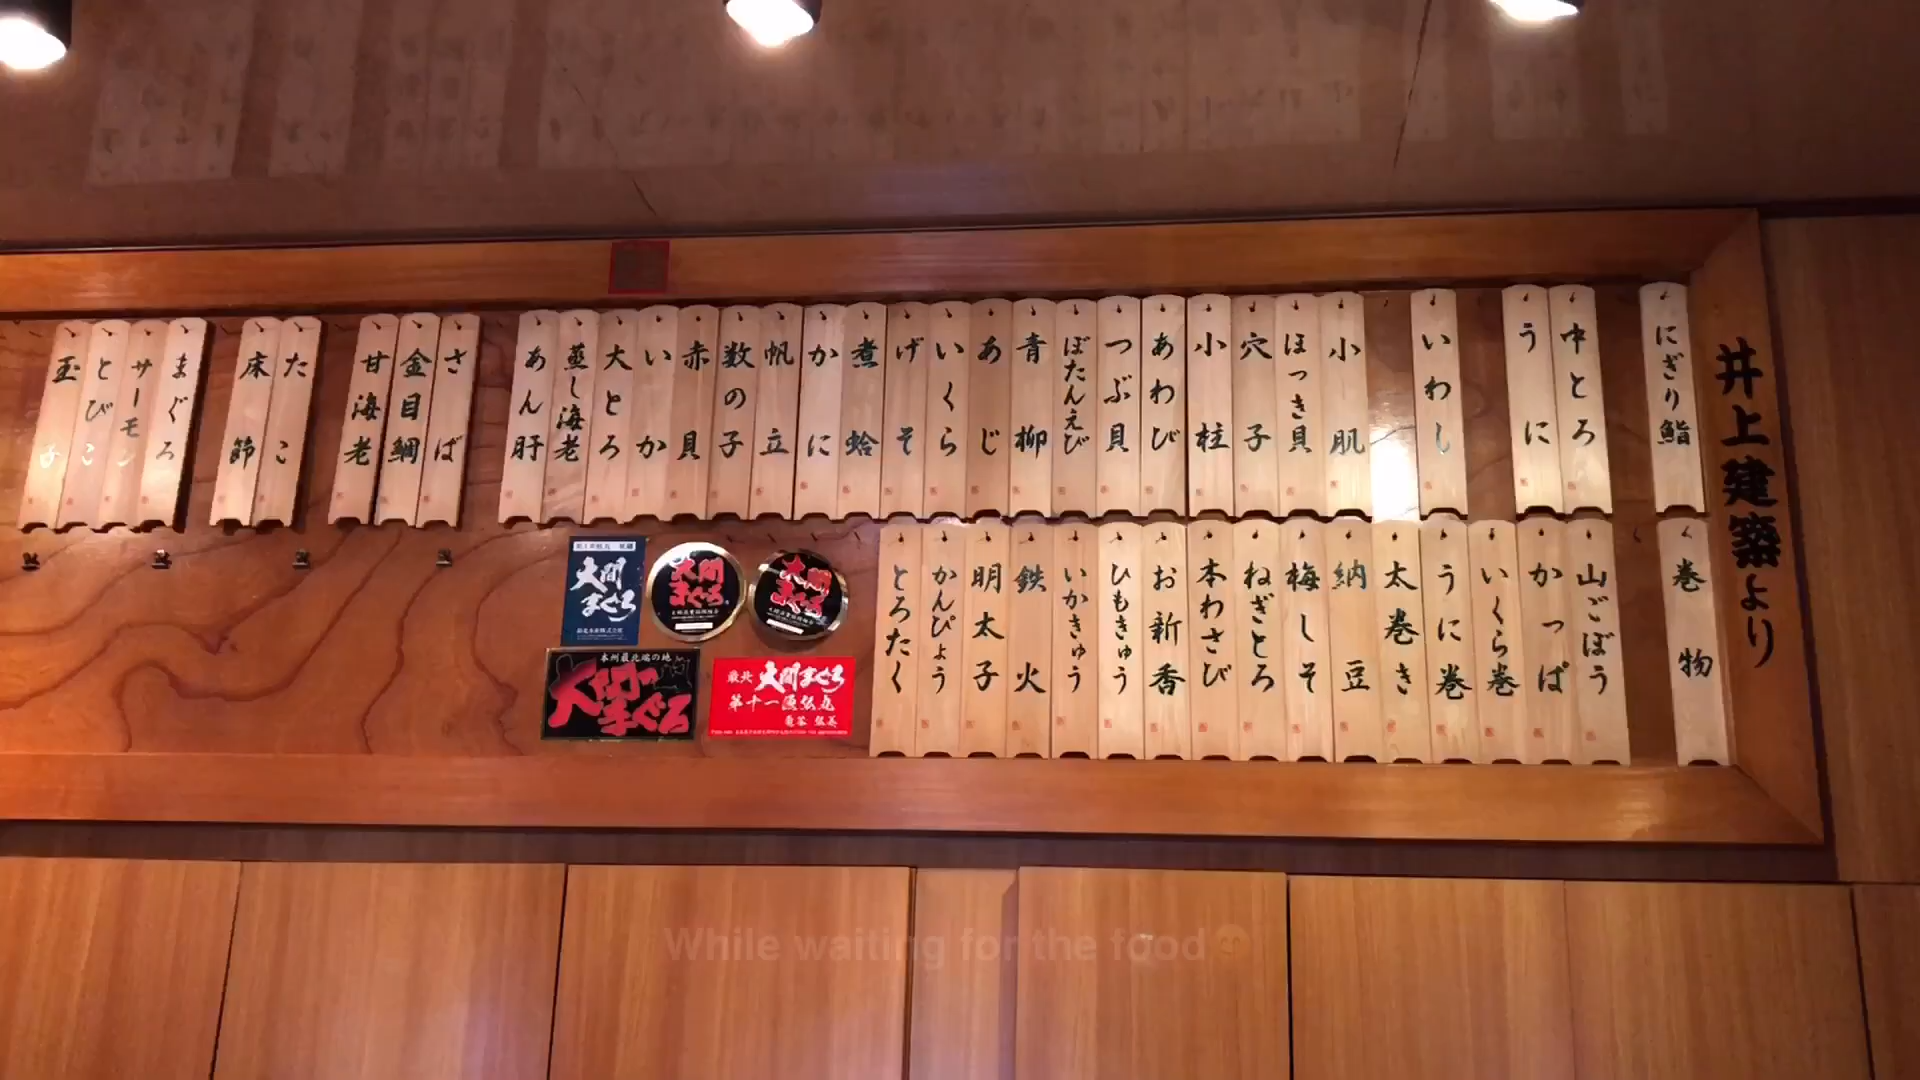 井上建築より
にぎり鮨
中とろ
うに
いわし
小肌
ほっき貝
穴子
小柱
あわび
つぶ貝
ぼたんえび
青柳
あじ
いくら
げそ
煮蛤
かに
帆立
数の子
赤貝
いか
大とろ
蒸し海老
あん肝
さば
金目鯛
甘海老
たこ
床節
まぐろ
サーモン
とびこ
玉子
巻物
山ごぼう
かっぱ
いくら巻
うに巻
太巻き
納豆
梅しそ
ねぎとろ
本わさび
お新香
ひもきゅう
いかきゅう
鉄火
明太子
かんぴょう
とろたく
大間
まぐろ
大間
まぐろ
大間
まぐろ
本州最北端の地
大間の
まぐろ
大間まぐろ
While waiting for the food😊